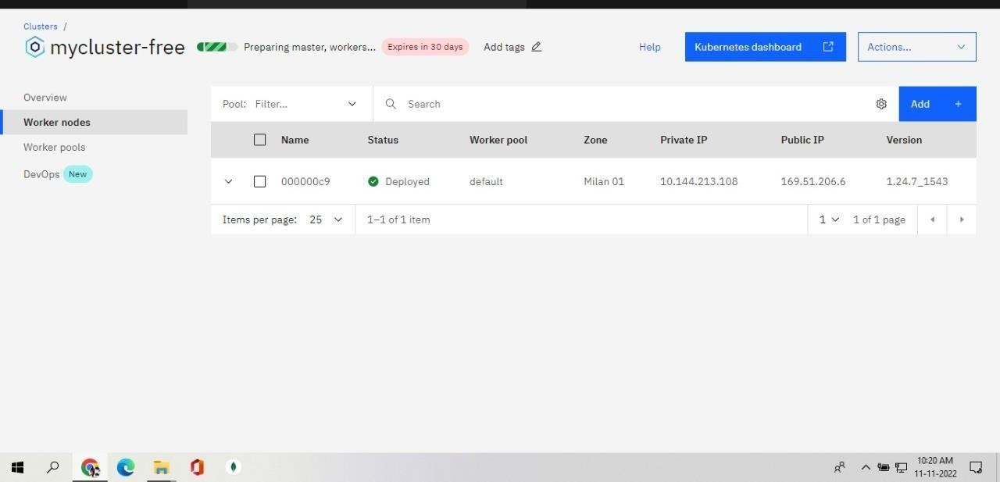 Clusters /
mycluster-free Preparing master, workers... Expires in 30 days Add tags Help Kubernetes dashboard Actions...
Overview
Worker nodes
Worker pools
DevOps New
Pool: Filter... Search Add +
Name Status Worker pool Zone Private IP Public IP Version
000000c9 Deployed default Milan 01 10.144.213.108 169.51.206.6 1.24.7_1543
Items per page: 25 1–1 of 1 item 1 1 of 1 page
10:20 AM
11-11-2022